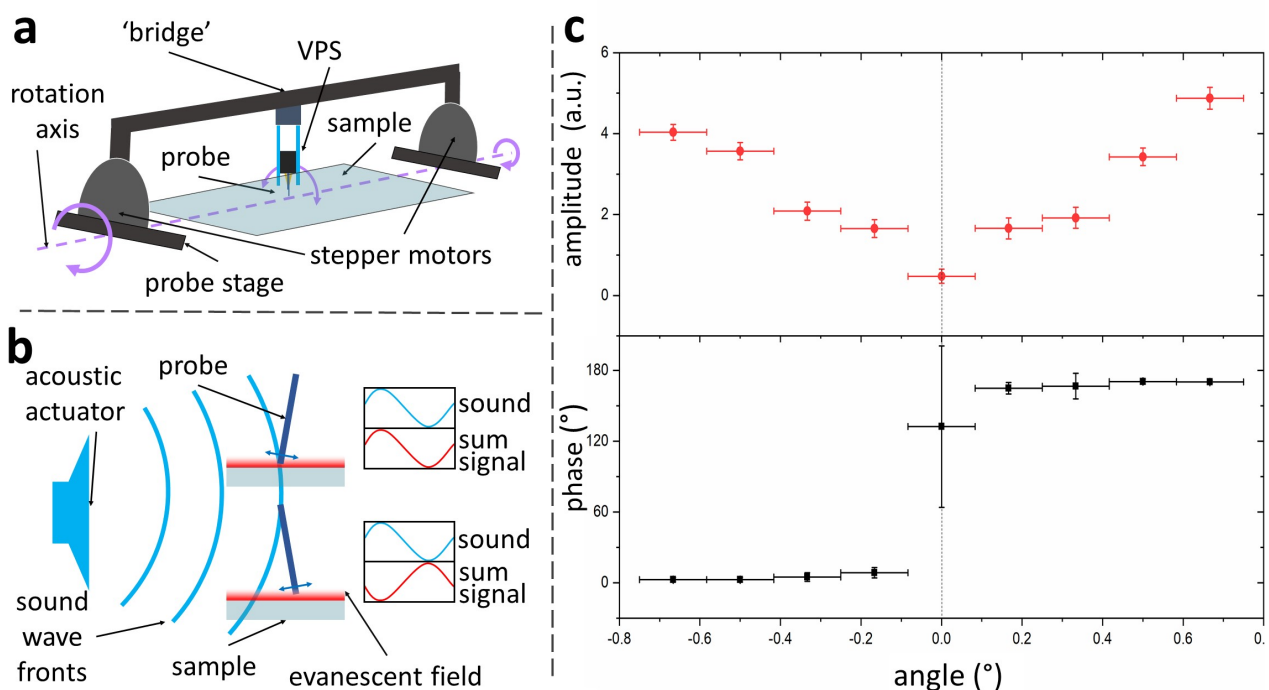 a
‘bridge’
VPS
rotation
axis
sample
probe
stepper motors
probe stage
b
probe
acoustic
actuator
sound
sum
signal
sound
sum
signal
sound
wave
fronts
sample
evanescent field
c
amplitude (a.u.)
6
4
2
0
phase (°)
180
120
60
0
-0.8
-0.6
-0.4
-0.2
0.0
0.2
0.4
0.6
0.
angle (°)